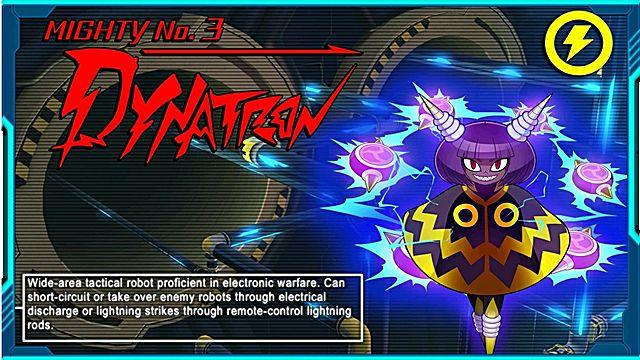 MIGHTY No. 3
DYNATRON
Wide-area tactical robot proficient in electronic warfare. Can
short-circuit or take over enemy robots through electrical
discharge or lightning strikes through remote-control lightning
rods.